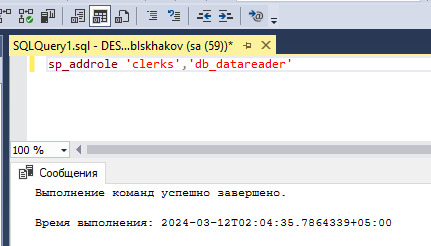 SQLQuery1.sql - DES...blskhakov (sa (59))*
sp_addrole 'clerks','db_datareader'
100 %
Сообщения
Выполнение команд успешно завершено.
Время выполнения: 2024-03-12T02:04:35.7864339+05:00